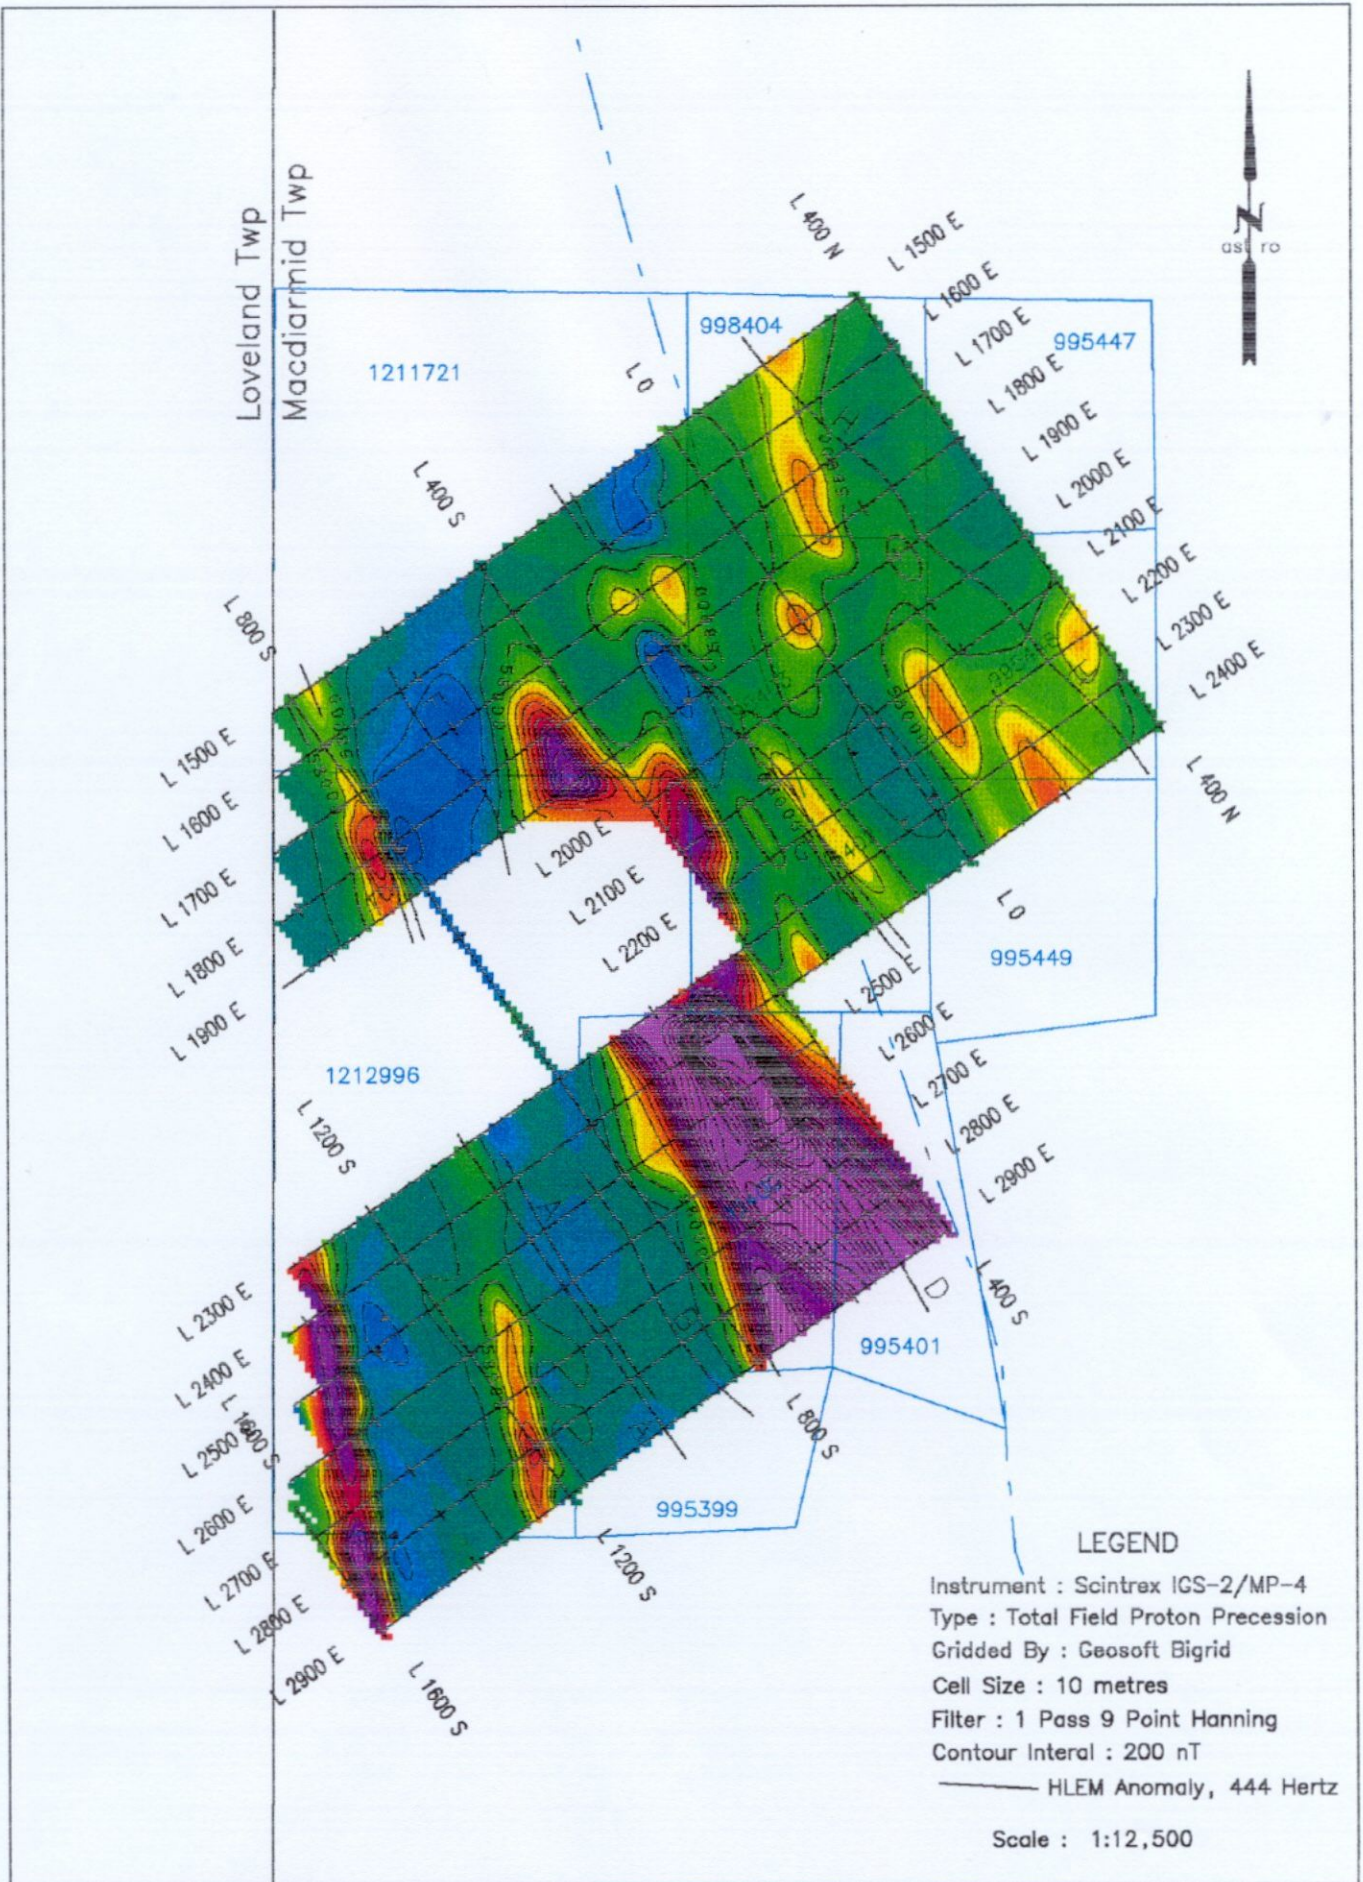 Loveland Twp
Macdiarmid Twp
N
ast ro
L 400 N
L 1500 E
L 1600 E
L 1700 E
L 1800 E
L 1900 E
L 2000 E
L 2100 E
L 2200 E
L 2300 E
L 2400 E
998404
995447
1211721
L 0
L 400 S
L 800 S
L 1500 E
L 1600 E
L 1700 E
L 1800 E
L 1900 E
L 2000 E
L 2100 E
L 2200 E
L 400 N
L 0
995449
L 2500 E
L 2600 E
L 2700 E
L 2800 E
L 2900 E
1212996
L 1200 S
L 2300 E
L 2400 E
L 1600 S
L 2500 E
L 2600 E
L 2700 E
L 2800 E
L 2900 E
L 1600 S
D
L 400 S
995401
L 800 S
995399
L 1200 S
LEGEND
Instrument : Scintrex IGS-2/MP-4
Type : Total Field Proton Precession
Gridded By : Geosoft Bigrid
Cell Size : 10 metres
Filter : 1 Pass 9 Point Hanning
Contour Interal : 200 nT
HLEM Anomaly, 444 Hertz
Scale : 1:12,500